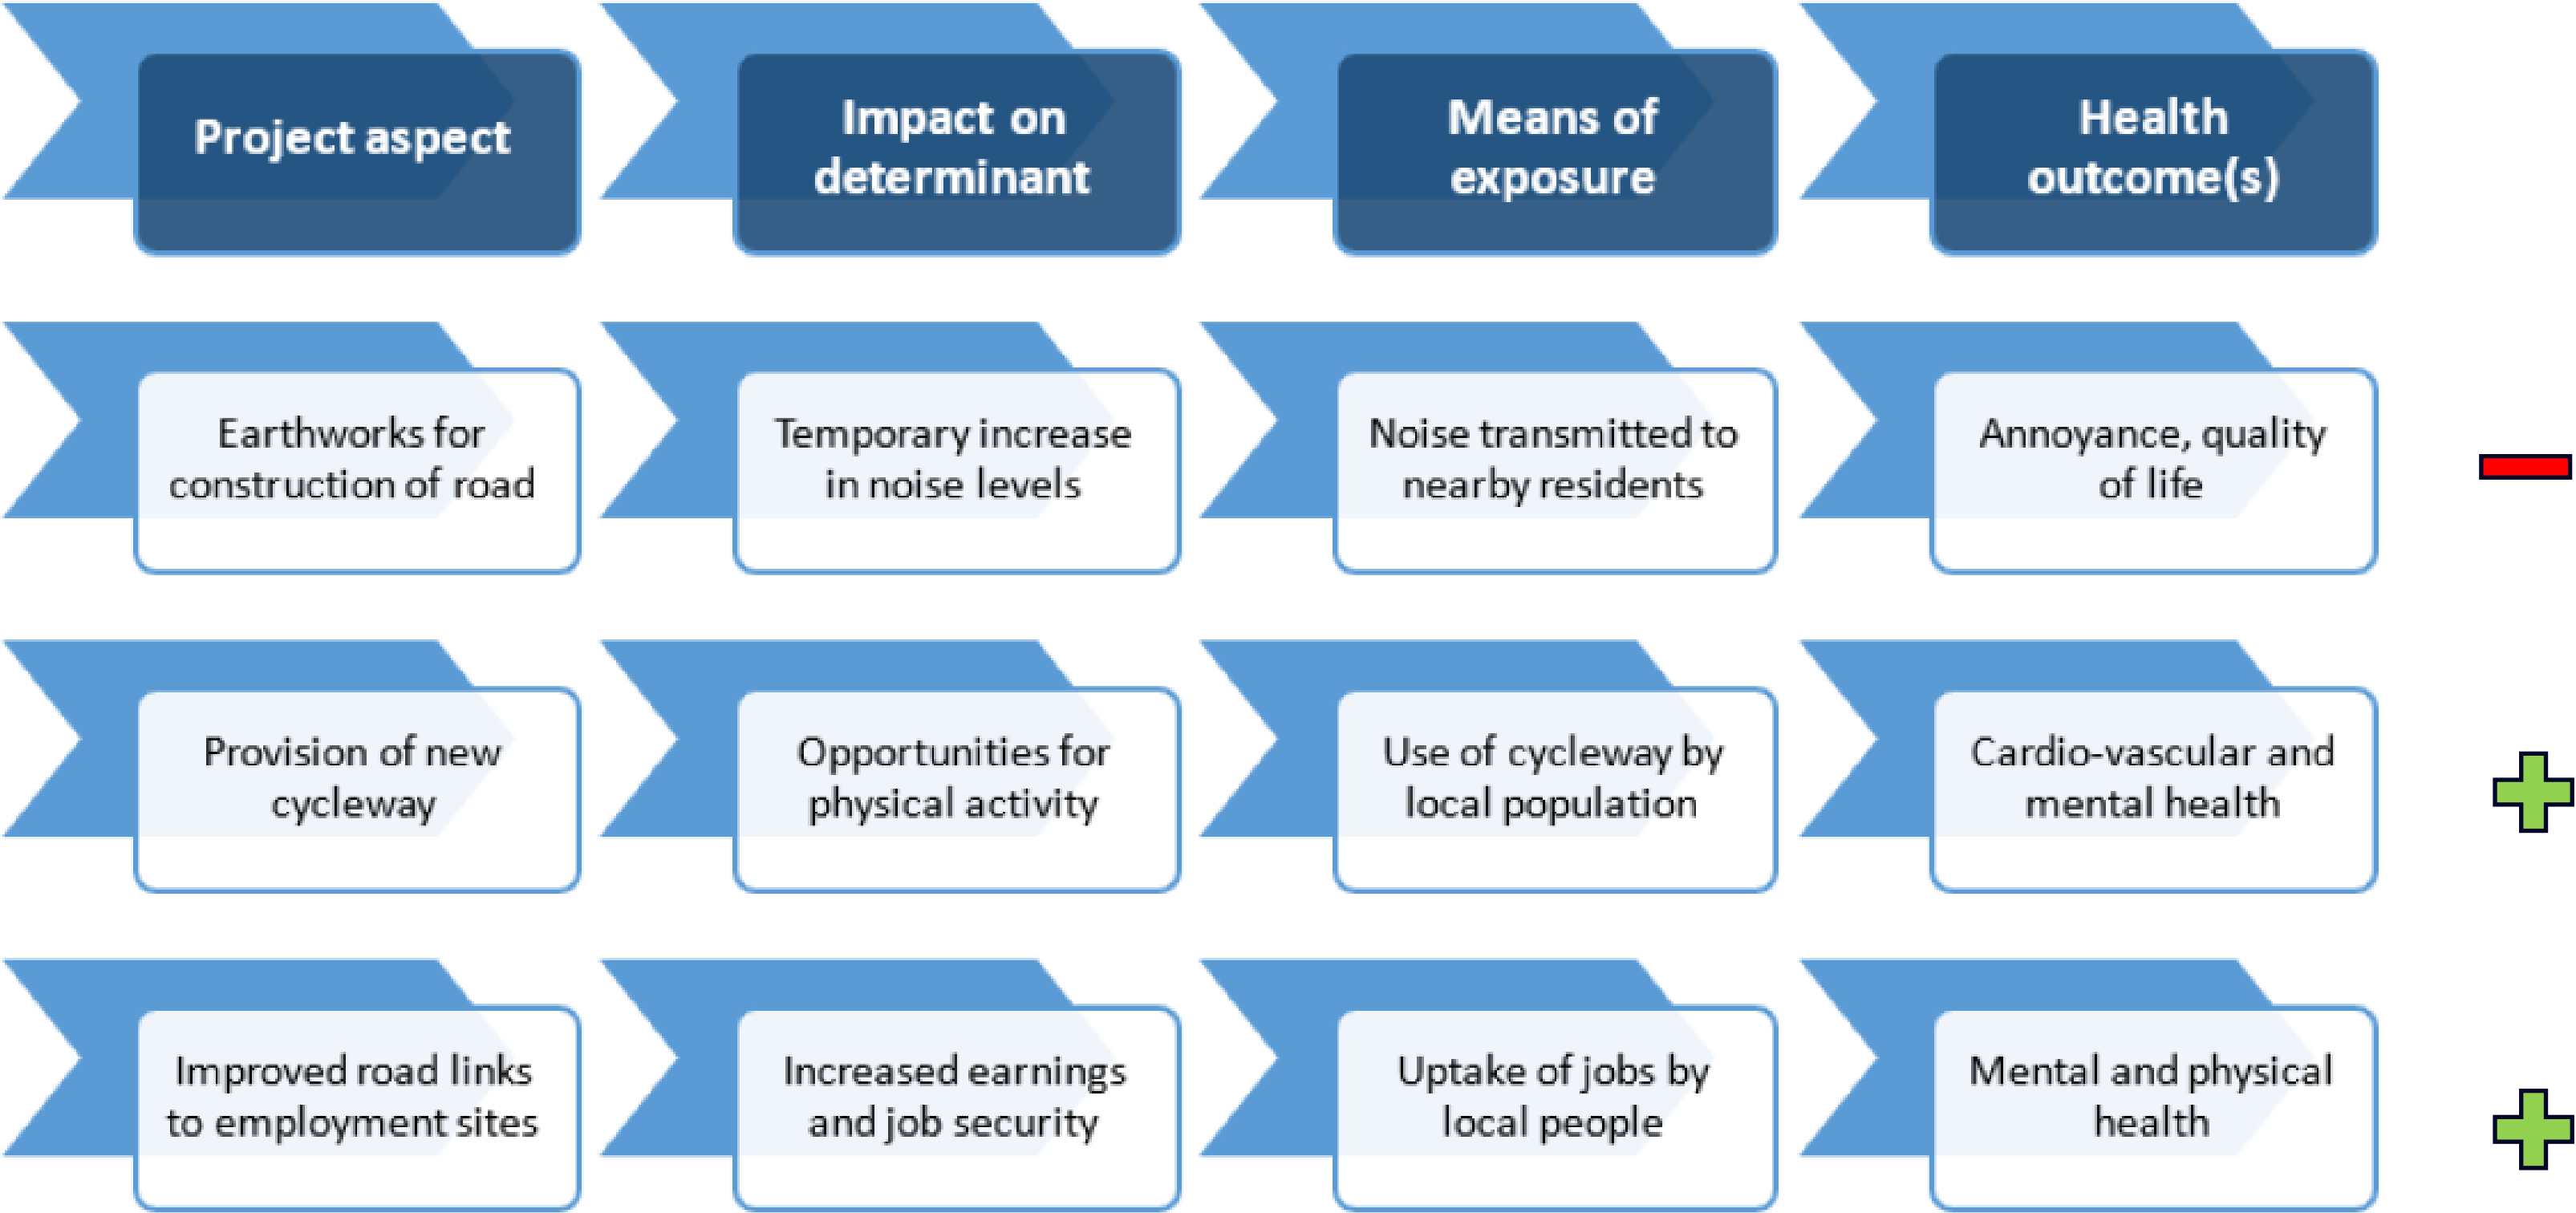 Project aspect
Impact on
determinant
Means of
exposure
Health
outcome(s)
Earthworks for
construction of road
Temporary increase
in noise levels
Noise transmitted to
nearby residents
Annoyance, quality
of life
Provision of new
cycleway
Opportunities for
physical activity
Use of cycleway by
local population
Cardio-vascular and
mental health
Improved road links
to employment sites
Increased earnings
and job security
Uptake of jobs by
local people
Mental and physical
health